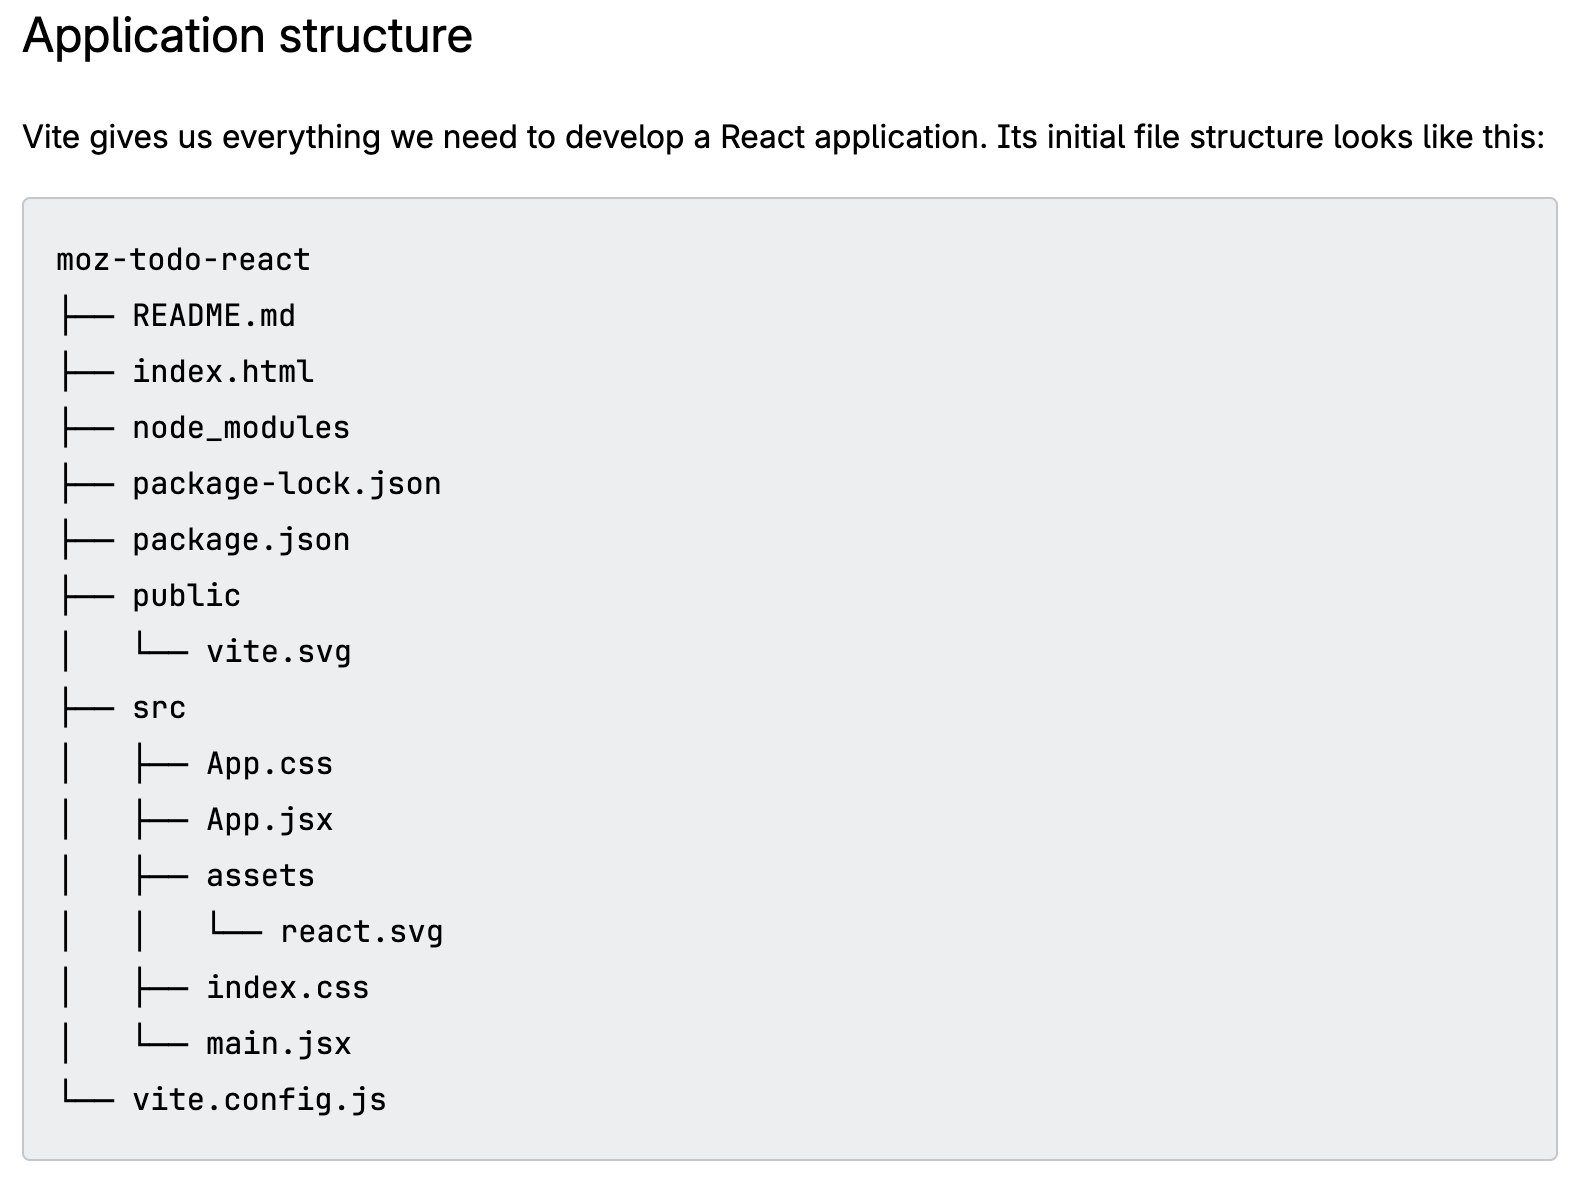 Application structure
Vite gives us everything we need to develop a React application. Its initial file structure looks like this:
moz-todo-react
├── README.md
├── index.html
├── node_modules
├── package-lock.json
├── package.json
├── public
│   └── vite.svg
├── src
│   ├── App.css
│   ├── App.jsx
│   ├── assets
│   │   └── react.svg
│   ├── index.css
│   └── main.jsx
└── vite.config.js